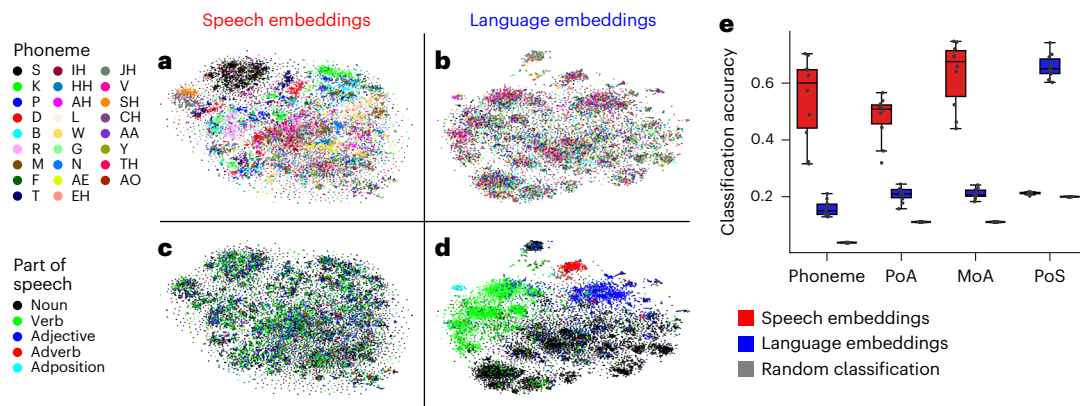 Speech embeddings
Language embeddings
Phoneme
S IH JH
K HH V
P AH SH
D L CH
B W AA
R G Y
M N TH
F AE AO
T EH
a
b
c
d
Part of
speech
Noun
Verb
Adjective
Adverb
Adposition
e
Classification accuracy
0.6
0.4
0.2
Phoneme PoA MoA PoS
Speech embeddings
Language embeddings
Random classification